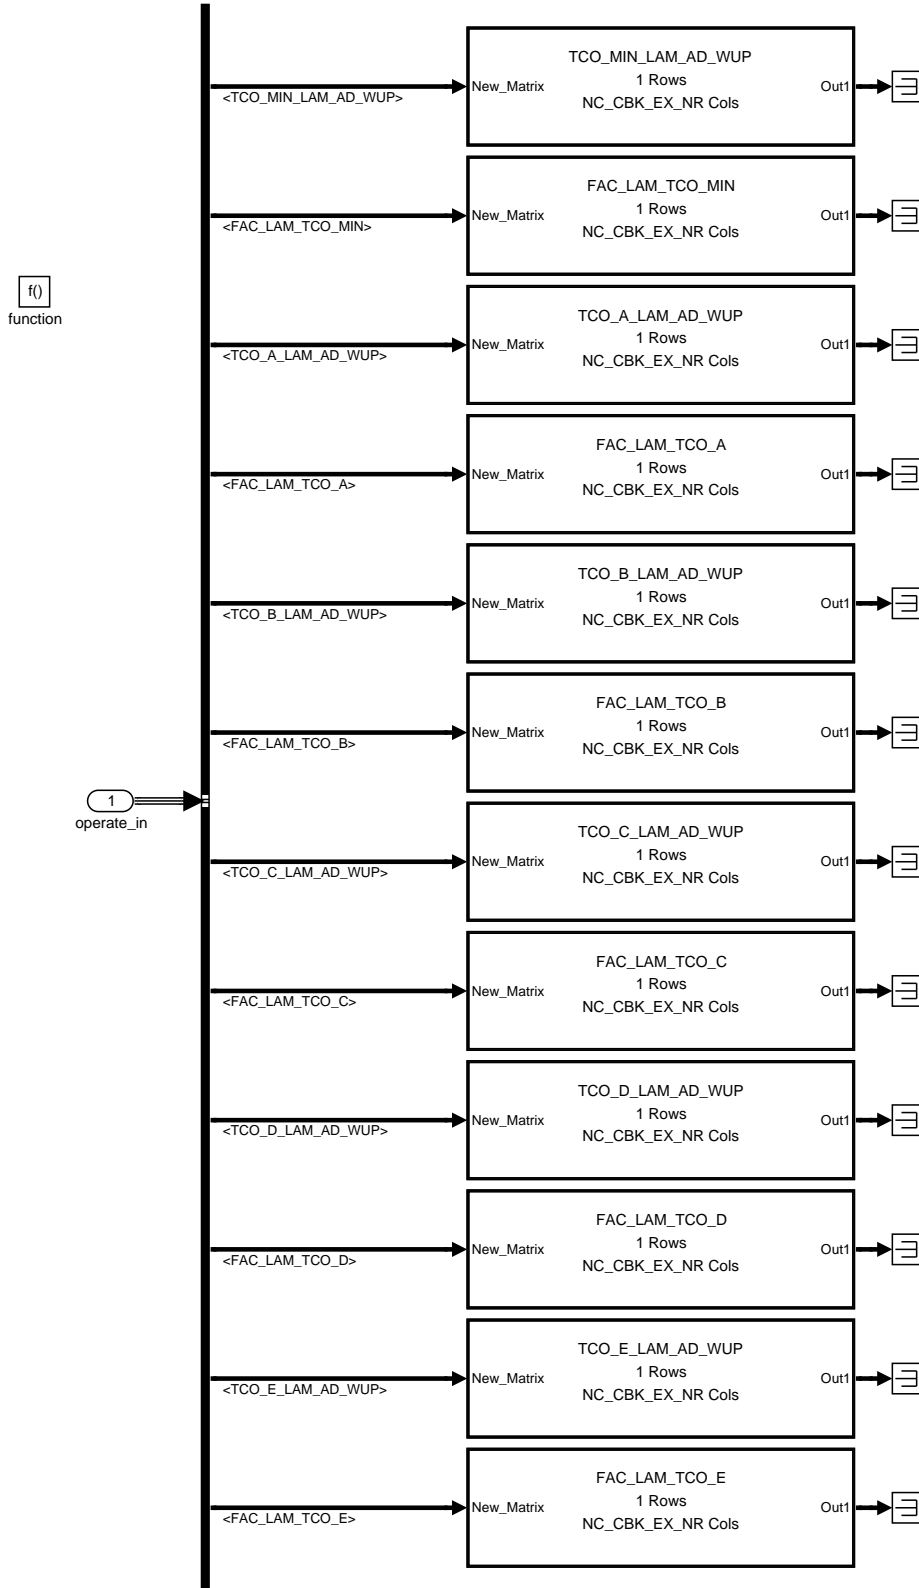 TCO_MIN_LAM_AD_WUP
1 Rows
<TCO_MIN_LAM_AD_WUP>
New_Matrix
NC_CBK_EX_NR Cols
Out1
FAC_LAM_TCO_MIN
1 Rows
<FAC_LAM_TCO_MIN>
New_Matrix
NC_CBK_EX_NR Cols
Out1
f()
function
TCO_A_LAM_AD_WUP
1 Rows
<TCO_A_LAM_AD_WUP>
New_Matrix
NC_CBK_EX_NR Cols
Out1
FAC_LAM_TCO_A
1 Rows
<FAC_LAM_TCO_A>
New_Matrix
NC_CBK_EX_NR Cols
Out1
TCO_B_LAM_AD_WUP
1 Rows
<TCO_B_LAM_AD_WUP>
New_Matrix
NC_CBK_EX_NR Cols
Out1
FAC_LAM_TCO_B
1 Rows
<FAC_LAM_TCO_B>
New_Matrix
NC_CBK_EX_NR Cols
Out1
1
operate_in
TCO_C_LAM_AD_WUP
1 Rows
<TCO_C_LAM_AD_WUP>
New_Matrix
NC_CBK_EX_NR Cols
Out1
FAC_LAM_TCO_C
1 Rows
<FAC_LAM_TCO_C>
New_Matrix
NC_CBK_EX_NR Cols
Out1
TCO_D_LAM_AD_WUP
1 Rows
<TCO_D_LAM_AD_WUP>
New_Matrix
NC_CBK_EX_NR Cols
Out1
FAC_LAM_TCO_D
1 Rows
<FAC_LAM_TCO_D>
New_Matrix
NC_CBK_EX_NR Cols
Out1
TCO_E_LAM_AD_WUP
1 Rows
<TCO_E_LAM_AD_WUP>
New_Matrix
NC_CBK_EX_NR Cols
Out1
FAC_LAM_TCO_E
1 Rows
<FAC_LAM_TCO_E>
New_Matrix
NC_CBK_EX_NR Cols
Out1